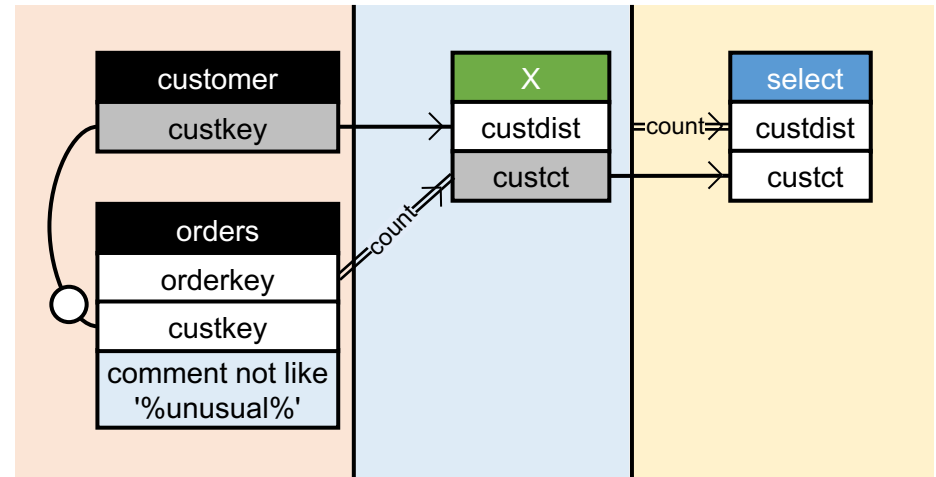 customer
custkey
orders
orderkey
custkey
comment not like
'%unusual%'
count
X
custdist
custct
count
select
custdist
custct